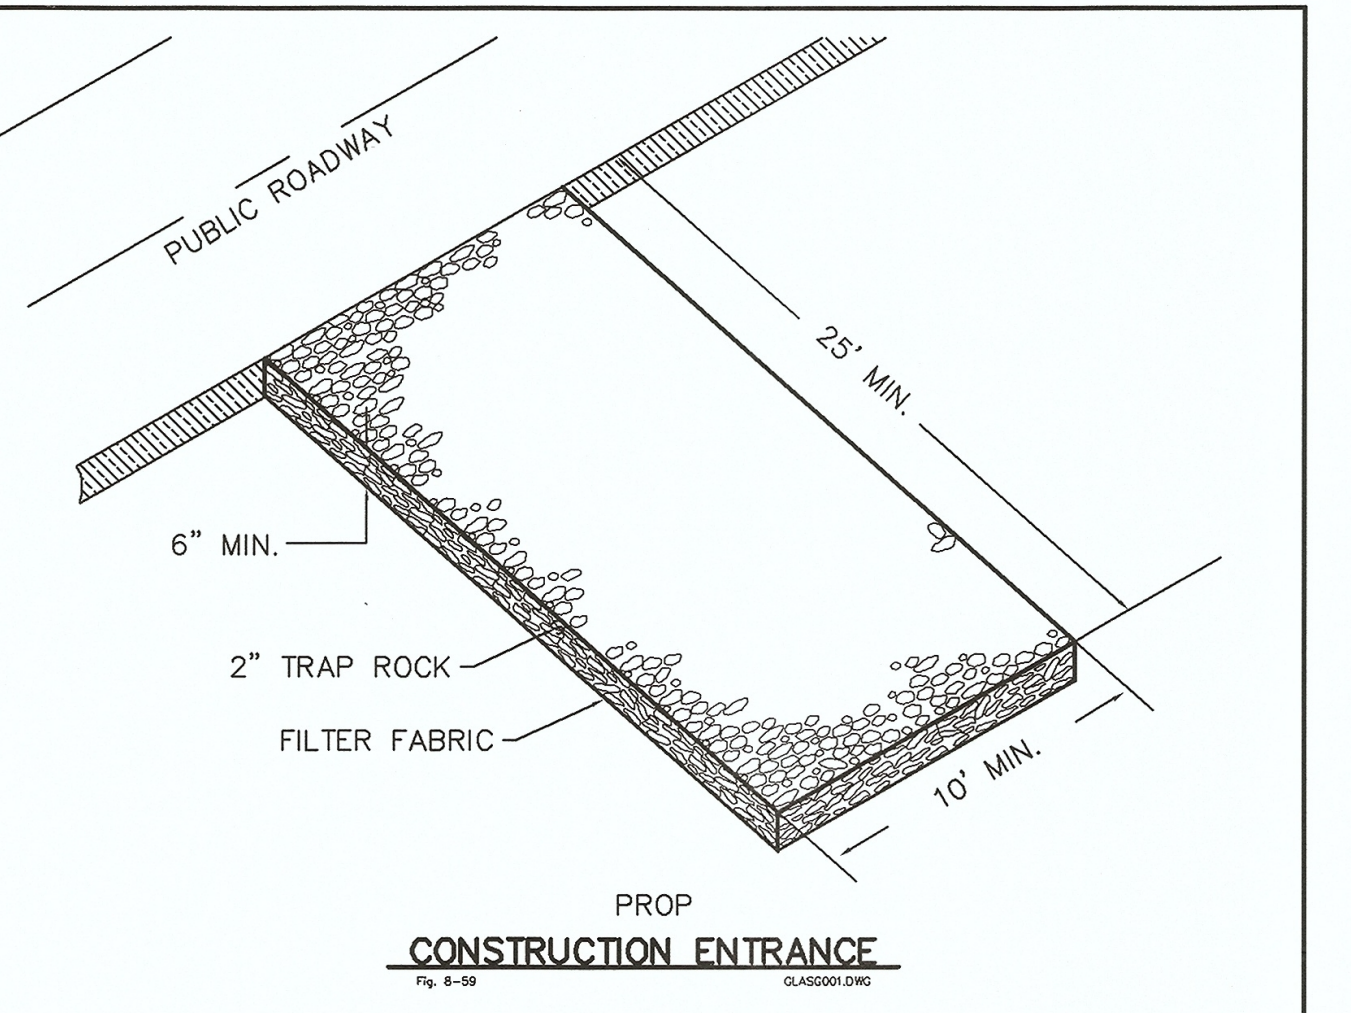 PUBLIC ROADWAY
25' MIN.
6" MIN.
2" TRAP ROCK
FILTER FABRIC
10' MIN.
PROP
CONSTRUCTION ENTRANCE
Fig. 8-59
GLASG001.DWG